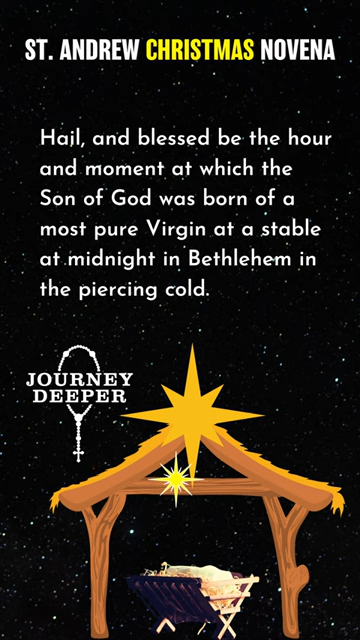 ST. ANDREW CHRISTMAS NOVENA
Hail, and blessed be the hour
and moment at which the
Son of God was born of a
most pure Virgin at a stable
at midnight in Bethlehem in
the piercing cold.
JOURNEY
DEEPER